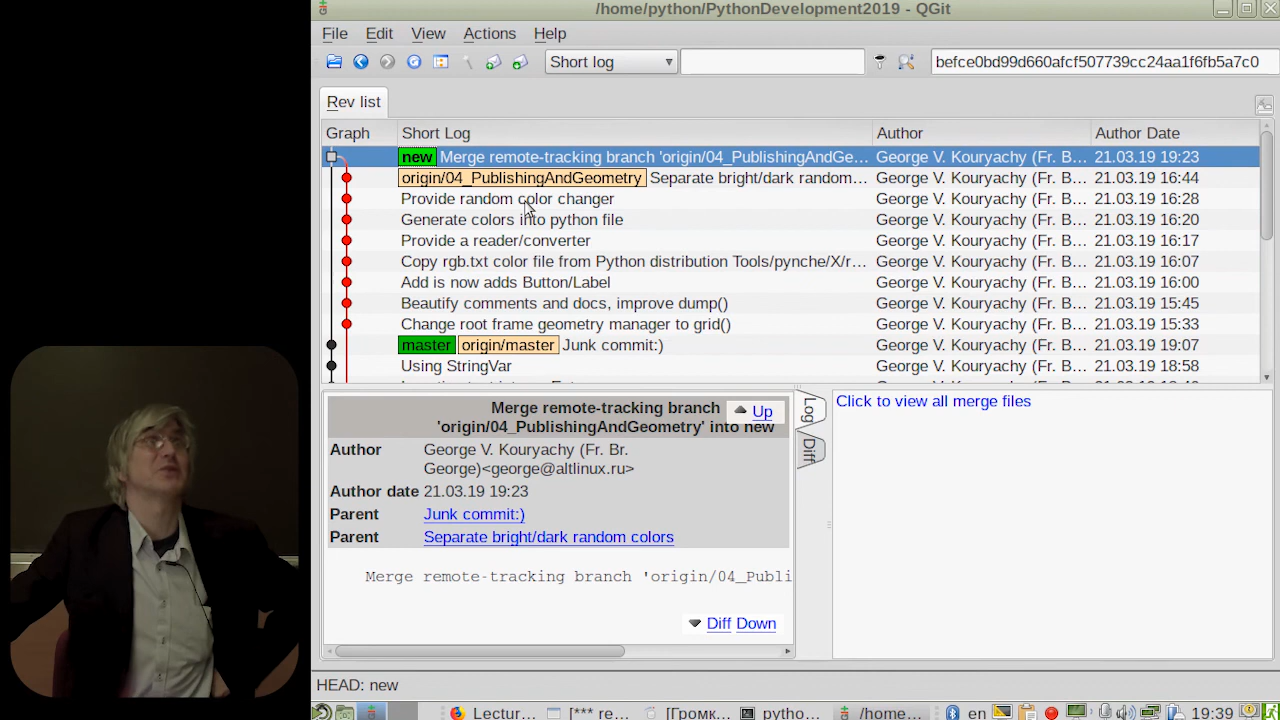 /home/python/PythonDevelopment2019 - QGit
File Edit View Actions Help
Short log befce0bd99d660afcf507739cc24aa1f6fb5a7c0
Rev list
Graph Short Log Author Author Date
new Merge remote-tracking branch 'origin/04_PublishingAndGe... George V. Kouryachy (Fr. B... 21.03.19 19:23
origin/04_PublishingAndGeometry Separate bright/dark random... George V. Kouryachy (Fr. B... 21.03.19 16:44
Provide random color changer George V. Kouryachy (Fr. B... 21.03.19 16:28
Generate colors into python file George V. Kouryachy (Fr. B... 21.03.19 16:20
Provide a reader/converter George V. Kouryachy (Fr. B... 21.03.19 16:17
Copy rgb.txt color file from Python distribution Tools/pynche/X/r... George V. Kouryachy (Fr. B... 21.03.19 16:07
Add is now adds Button/Label George V. Kouryachy (Fr. B... 21.03.19 16:00
Beautify comments and docs, improve dump() George V. Kouryachy (Fr. B... 21.03.19 15:45
Change root frame geometry manager to grid() George V. Kouryachy (Fr. B... 21.03.19 15:33
master origin/master Junk commit:) George V. Kouryachy (Fr. B... 21.03.19 19:07
Using StringVar George V. Kouryachy (Fr. B... 21.03.19 18:58
Merge remote-tracking branch Up
'origin/04_PublishingAndGeometry' into new
Author George V. Kouryachy (Fr. Br.
George)<george@altlinux.ru>
Author date 21.03.19 19:23
Parent Junk commit:)
Parent Separate bright/dark random colors
Merge remote-tracking branch 'origin/04_Publi
Diff Down
Log
Diff
Click to view all merge files
HEAD: new
Lectur... [*** re... [Громк... python... /home... en 19:39